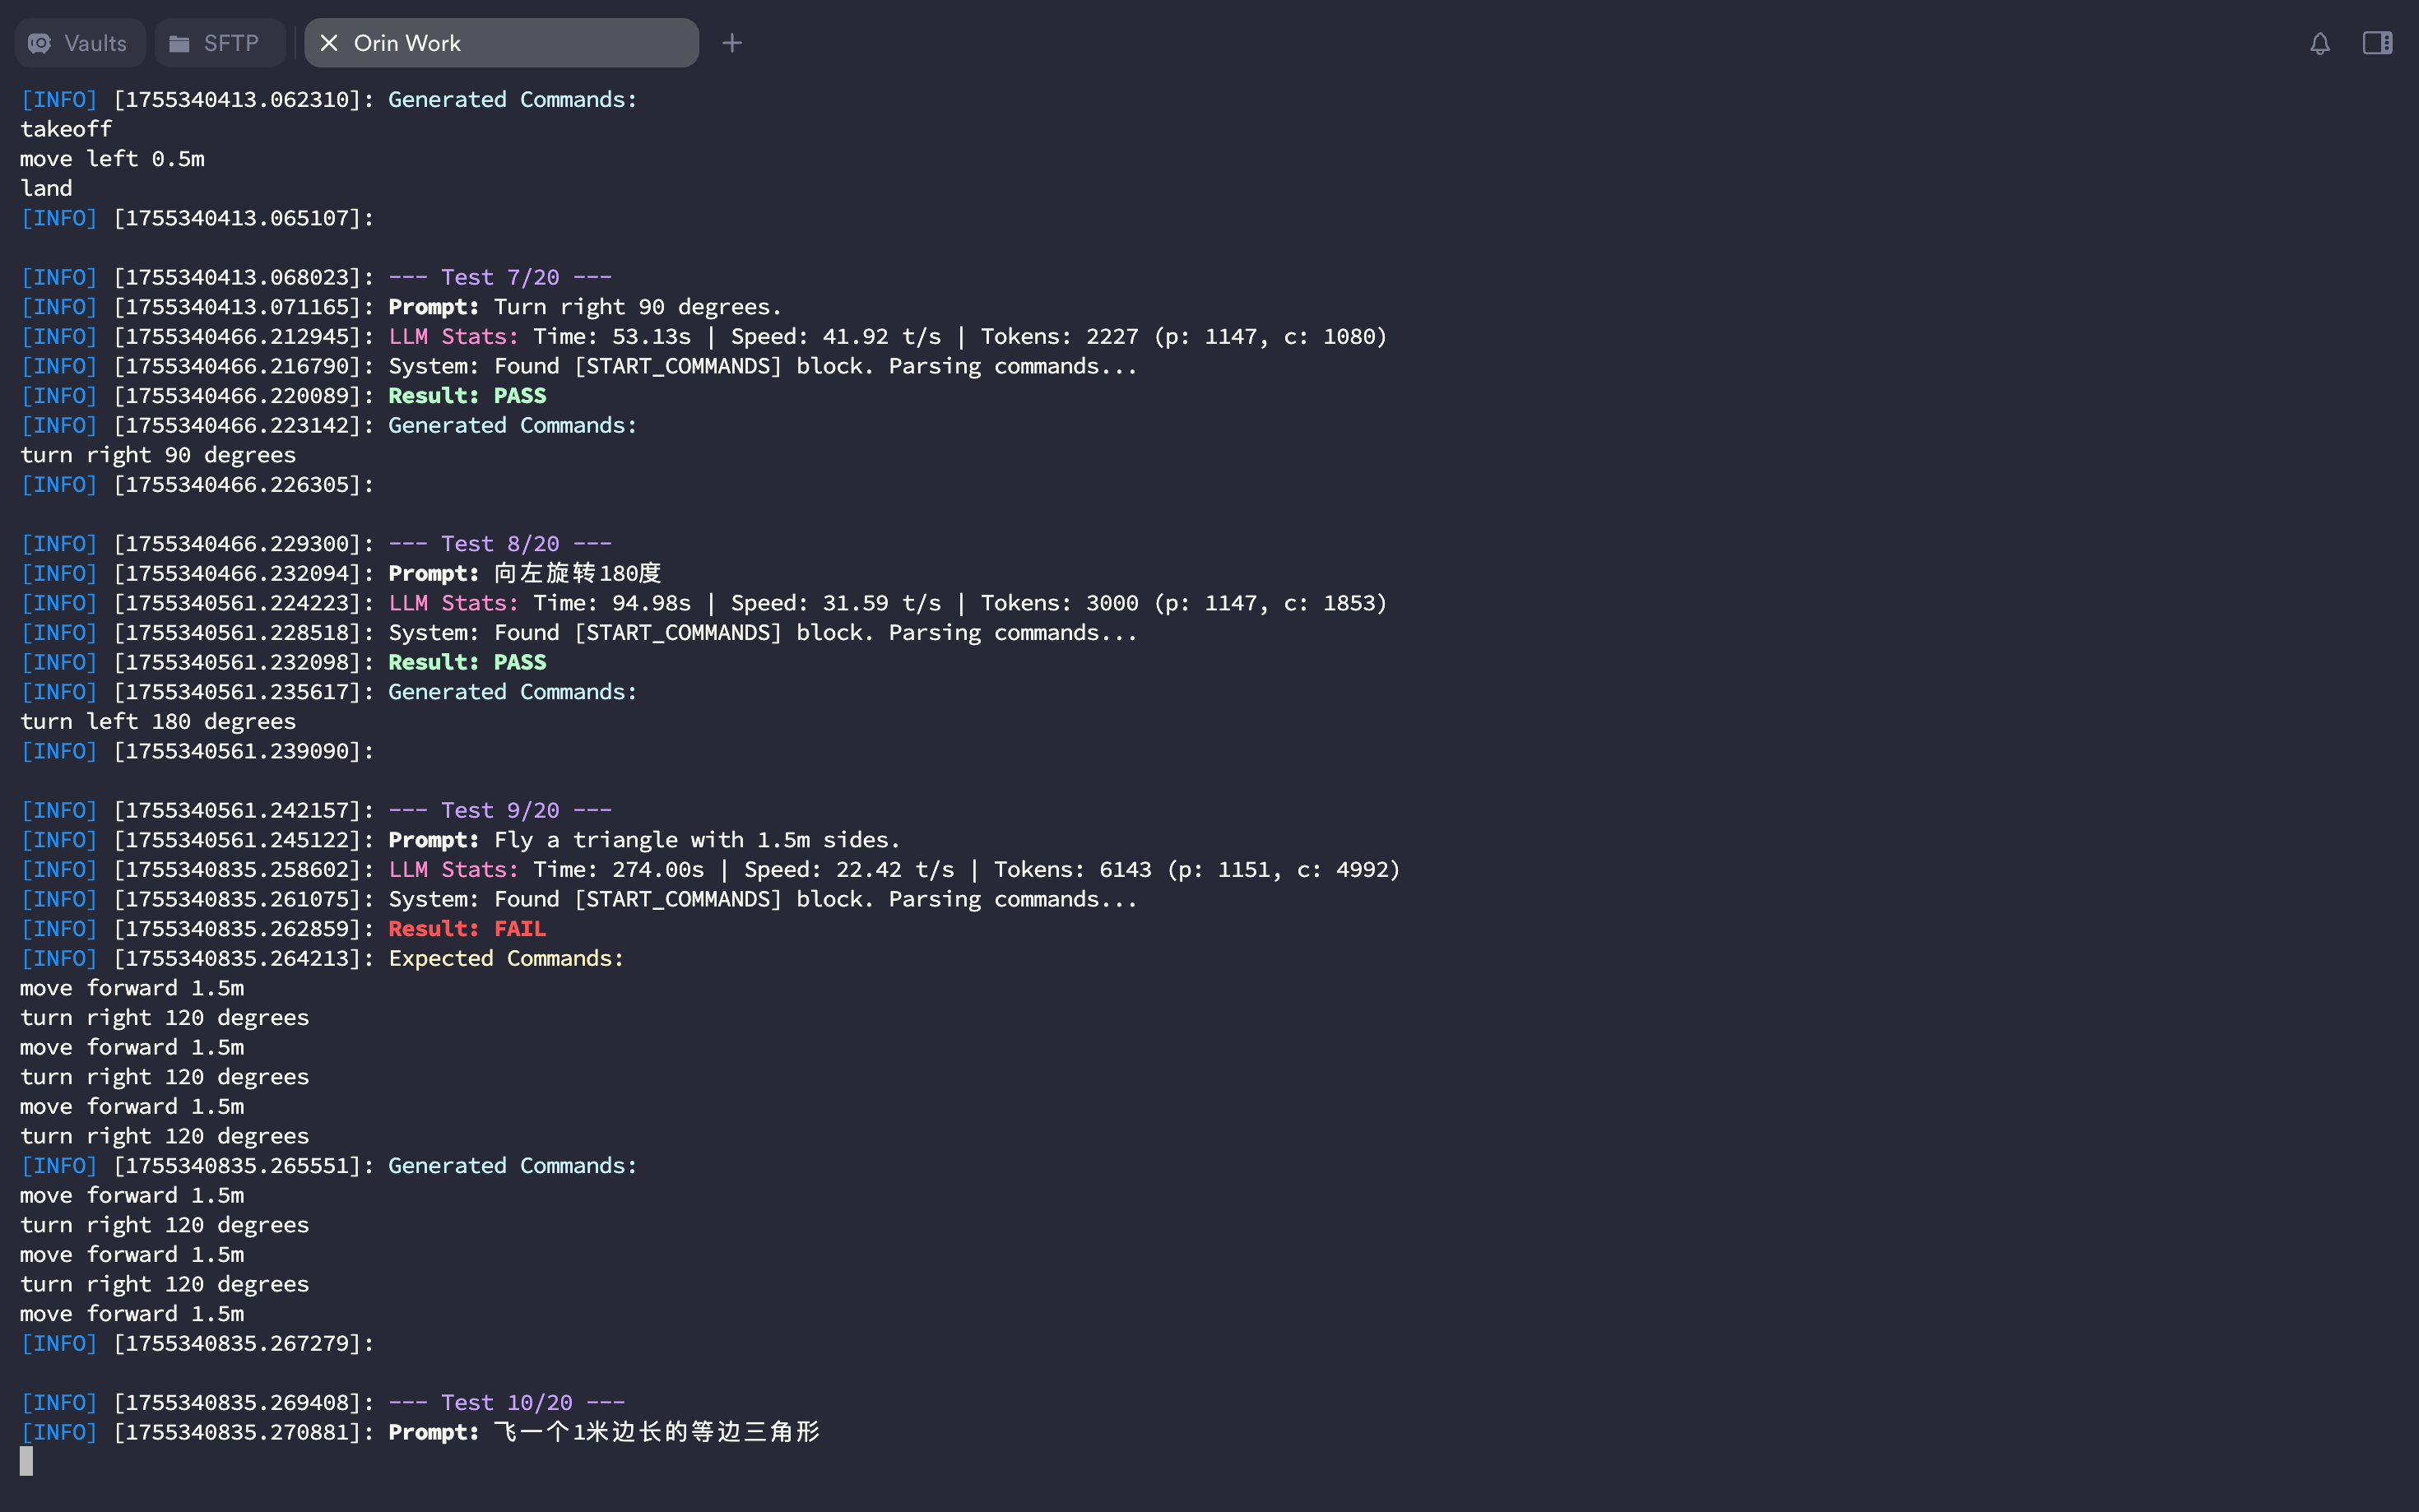 Vaults SFTP Orin Work
[INFO] [1755340413.062310]: Generated Commands:
takeoff
move left 0.5m
land
[INFO] [1755340413.065107]:
[INFO] [1755340413.068023]: --- Test 7/20 ---
[INFO] [1755340413.071165]: Prompt: Turn right 90 degrees.
[INFO] [1755340466.212945]: LLM Stats: Time: 53.13s | Speed: 41.92 t/s | Tokens: 2227 (p: 1147, c: 1080)
[INFO] [1755340466.216790]: System: Found [START_COMMANDS] block. Parsing commands...
[INFO] [1755340466.220089]: Result: PASS
[INFO] [1755340466.223142]: Generated Commands:
turn right 90 degrees
[INFO] [1755340466.226305]:
[INFO] [1755340466.229300]: --- Test 8/20 ---
[INFO] [1755340466.232094]: Prompt: 向左旋转180度
[INFO] [1755340561.224223]: LLM Stats: Time: 94.98s | Speed: 31.59 t/s | Tokens: 3000 (p: 1147, c: 1853)
[INFO] [1755340561.228518]: System: Found [START_COMMANDS] block. Parsing commands...
[INFO] [1755340561.232098]: Result: PASS
[INFO] [1755340561.235617]: Generated Commands:
turn left 180 degrees
[INFO] [1755340561.239090]:
[INFO] [1755340561.242157]: --- Test 9/20 ---
[INFO] [1755340561.245122]: Prompt: Fly a triangle with 1.5m sides.
[INFO] [1755340835.258602]: LLM Stats: Time: 274.00s | Speed: 22.42 t/s | Tokens: 6143 (p: 1151, c: 4992)
[INFO] [1755340835.261075]: System: Found [START_COMMANDS] block. Parsing commands...
[INFO] [1755340835.262859]: Result: FAIL
[INFO] [1755340835.264213]: Expected Commands:
move forward 1.5m
turn right 120 degrees
move forward 1.5m
turn right 120 degrees
move forward 1.5m
turn right 120 degrees
[INFO] [1755340835.265551]: Generated Commands:
move forward 1.5m
turn right 120 degrees
move forward 1.5m
turn right 120 degrees
move forward 1.5m
[INFO] [1755340835.267279]:
[INFO] [1755340835.269408]: --- Test 10/20 ---
[INFO] [1755340835.270881]: Prompt: 飞一个1米边长的等边三角形